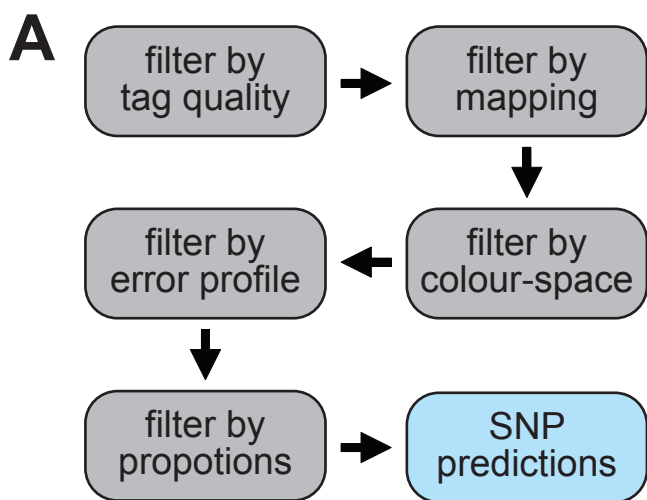 A
filter by
tag quality
filter by
mapping
filter by
colour-space
filter by
error profile
filter by
propotions
SNP
predictions